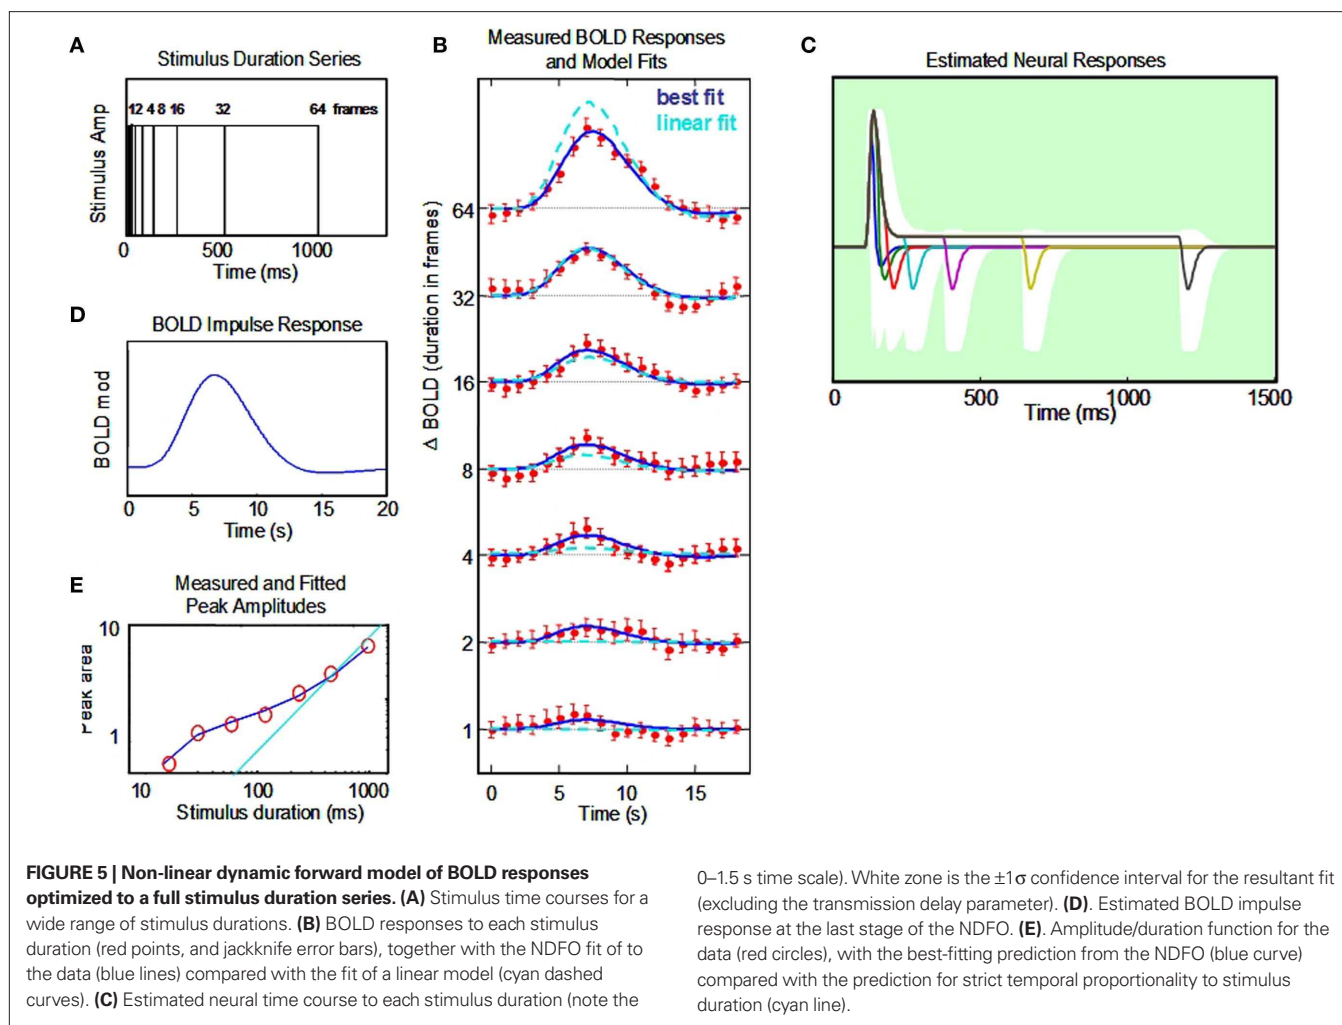 A
Stimulus Duration Series
12 4 8 16 32 64 frames
Stimulus Amp
0 500 1000
Time (ms)
B
Measured BOLD Responses
and Model Fits
best fit
linear fit
Δ BOLD (duration in frames)
64
32
16
8
4
2
1
0 5 10 15
Time (s)
C
Estimated Neural Responses
0 500 1000 1500
Time (ms)
D
BOLD Impulse Response
BOLD mod
0 5 10 15 20
Time (s)
E
Measured and Fitted
Peak Amplitudes
10
1
Peak area
10 100 1000
Stimulus duration (ms)
FIGURE 5 | Non-linear dynamic forward model of BOLD responses
optimized to a full stimulus duration series. (A) Stimulus time courses for a
wide range of stimulus durations. (B) BOLD responses to each stimulus
duration (red points, and jackknife error bars), together with the NDFO fit of to
the data (blue lines) compared with the fit of a linear model (cyan dashed
curves). (C) Estimated neural time course to each stimulus duration (note the
0–1.5 s time scale). White zone is the ±1σ confidence interval for the resultant fit
(excluding the transmission delay parameter). (D). Estimated BOLD impulse
response at the last stage of the NDFO. (E). Amplitude/duration function for the
data (red circles), with the best-fitting prediction from the NDFO (blue curve)
compared with the prediction for strict temporal proportionality to stimulus
duration (cyan line).